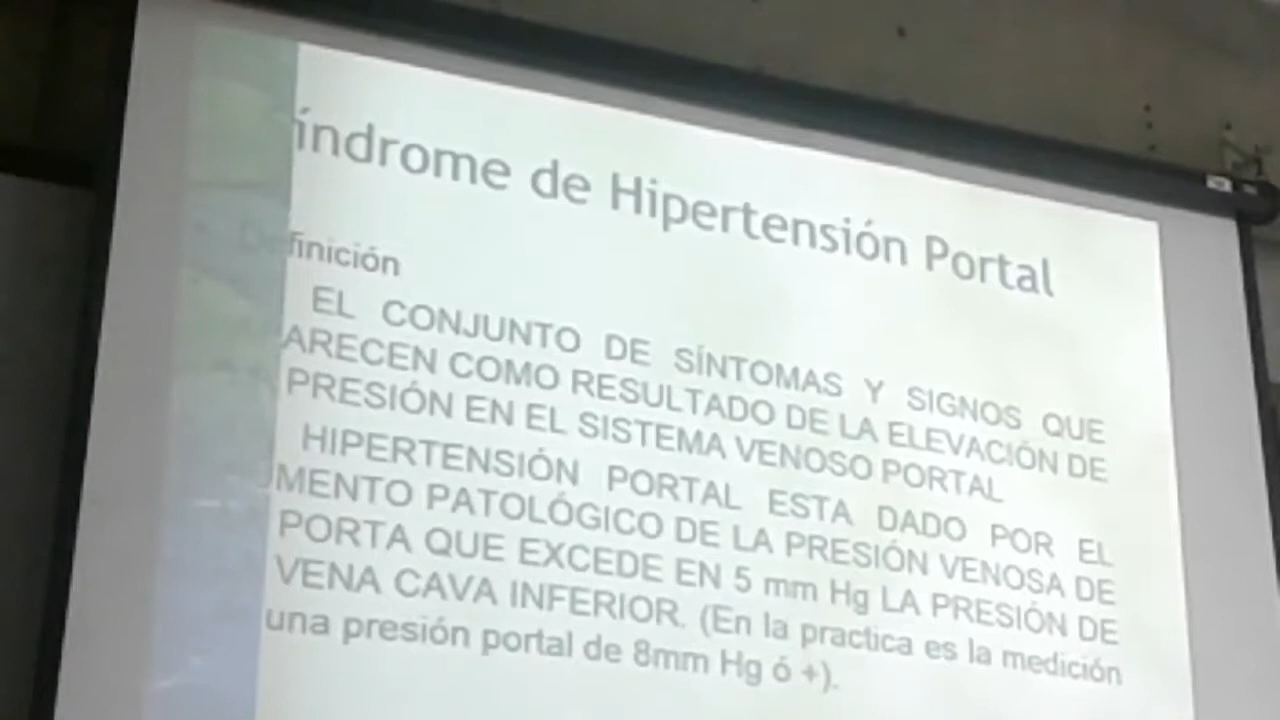 índrome de Hipertensión Portal
Definición
EL CONJUNTO DE SÍNTOMAS Y SIGNOS QUE
ARECEN COMO RESULTADO DE LA ELEVACIÓN DE
PRESIÓN EN EL SISTEMA VENOSO PORTAL
HIPERTENSIÓN PORTAL ESTA DADO POR EL
MENTO PATOLÓGICO DE LA PRESIÓN VENOSA DE
PORTA QUE EXCEDE EN 5 mm Hg LA PRESIÓN DE
VENA CAVA INFERIOR. (En la practica es la medición
una presión portal de 8mm Hg ó +).